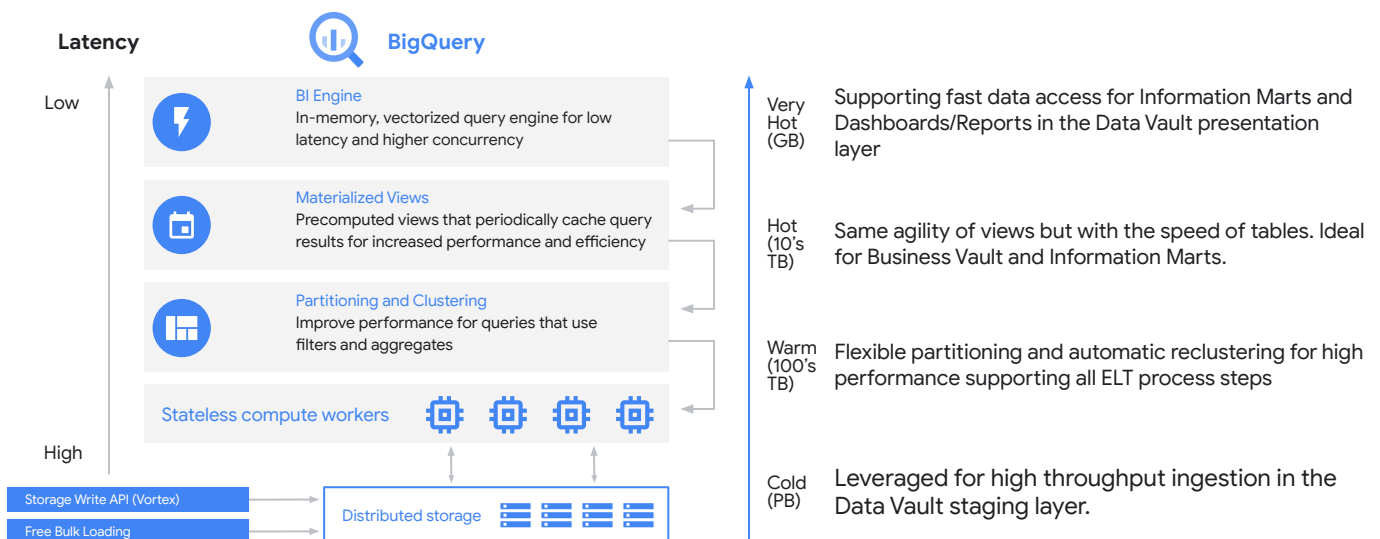 Latency
BigQuery
Low
BI Engine
In-memory, vectorized query engine for low
latency and higher concurrency
Very
Hot
(GB)
Supporting fast data access for Information Marts and
Dashboards/Reports in the Data Vault presentation
layer
Materialized Views
Precomputed views that periodically cache query
results for increased performance and efficiency
Hot
(10's
TB)
Same agility of views but with the speed of tables. Ideal
for Business Vault and Information Marts.
Partitioning and Clustering
Improve performance for queries that use
filters and aggregates
Warm
(100's
TB)
Flexible partitioning and automatic reclustering for high
performance supporting all ELT process steps
Stateless compute workers
High
Storage Write API (Vortex)
Free Bulk Loading
Distributed storage
Cold
(PB)
Leveraged for high throughput ingestion in the
Data Vault staging layer.